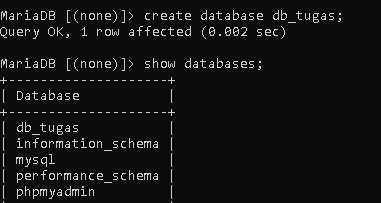 MariaDB [(none)]> create database db_tugas;
Query OK, 1 row affected (0.002 sec)
MariaDB [(none)]> show databases;
+--------------------+
| Database           |
+--------------------+
| db_tugas           |
| information_schema |
| mysql              |
| performance_schema |
| phpmyadmin         |